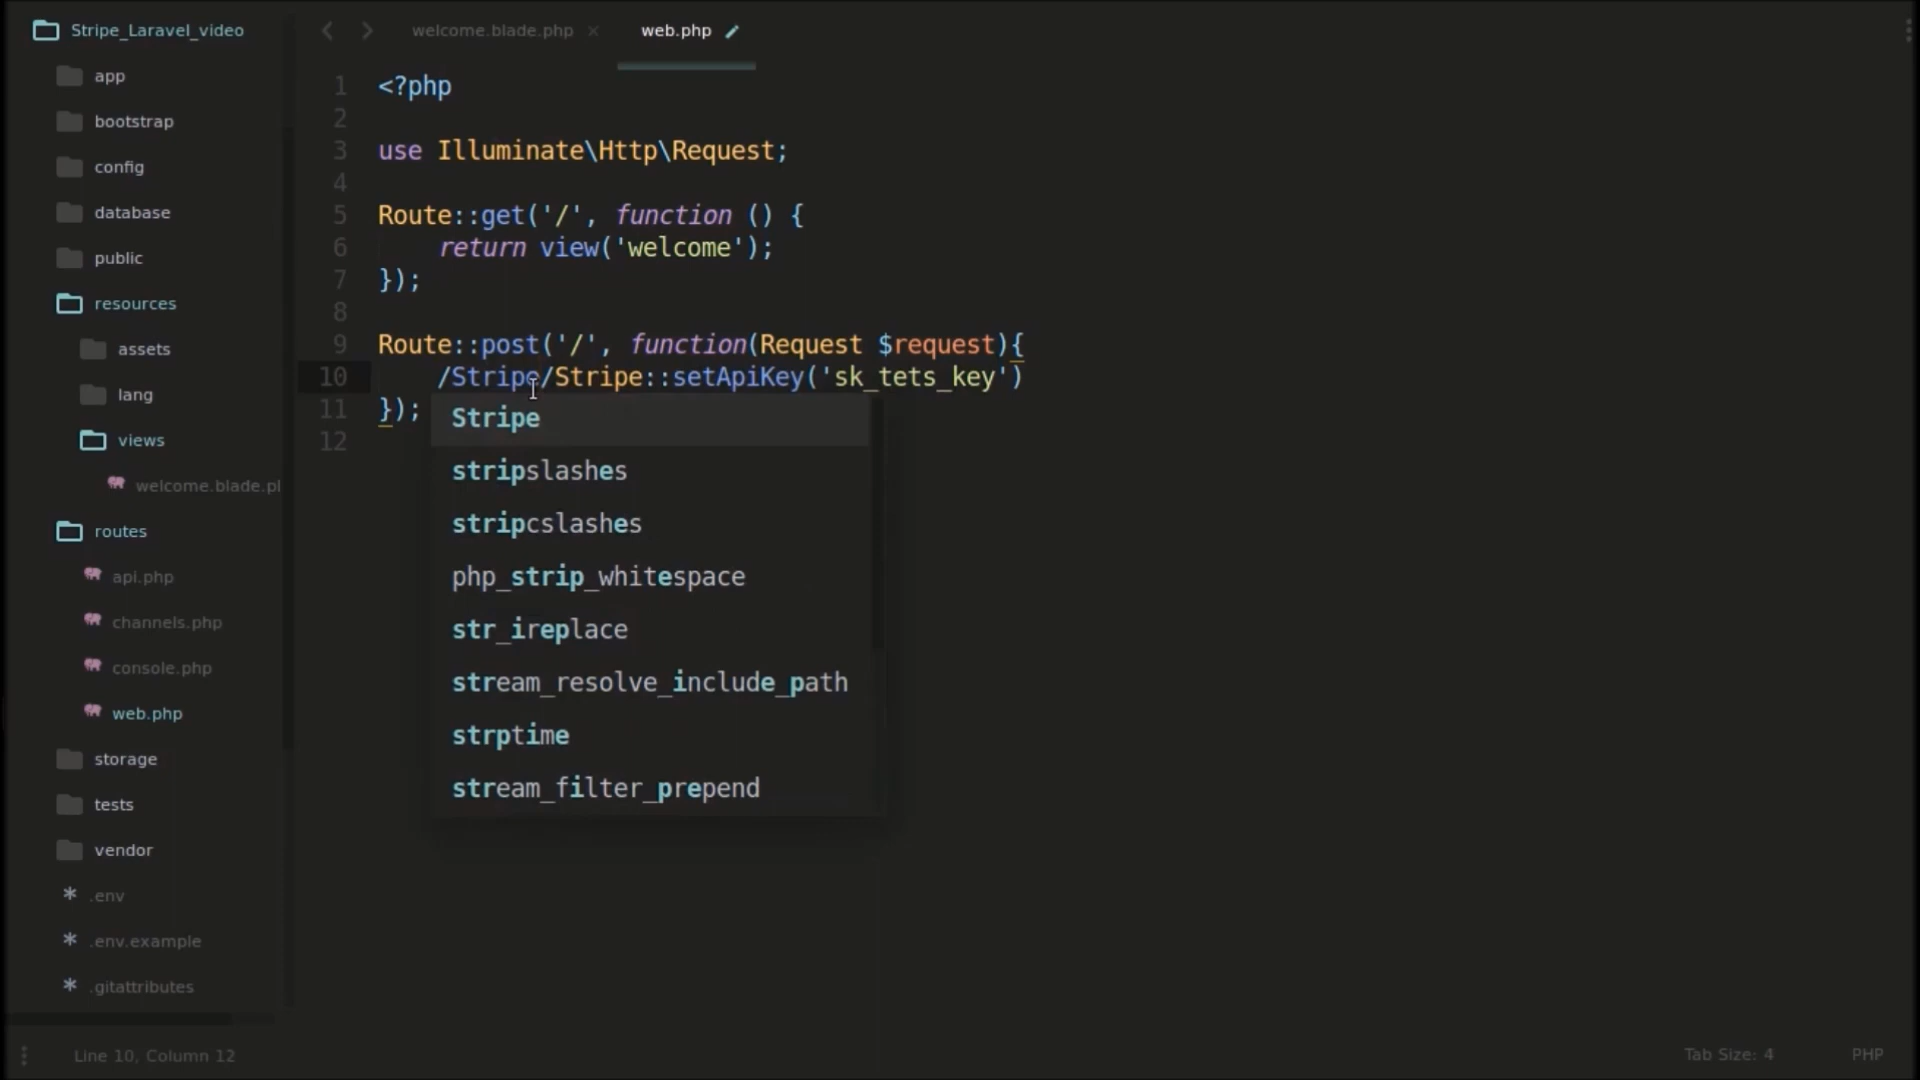 Stripe_Laravel_video
app
bootstrap
config
database
public
resources
assets
lang
views
welcome.blade.pl
routes
api.php
channels.php
console.php
web.php
storage
tests
vendor
* .env
* .env.example
* .gitattributes
welcome.blade.php ×
web.php
1 <?php
2
3 use Illuminate\Http\Request;
4
5 Route::get('/', function () {
6 return view('welcome');
7 });
8
9 Route::post('/', function(Request $request){
10 /Stripe/Stripe::setApiKey('sk_tets_key')
11 });
12
Stripe
stripslashes
stripcslashes
php_strip_whitespace
str_ireplace
stream_resolve_include_path
strptime
stream_filter_prepend
Line 10, Column 12
Tab Size: 4
PHP